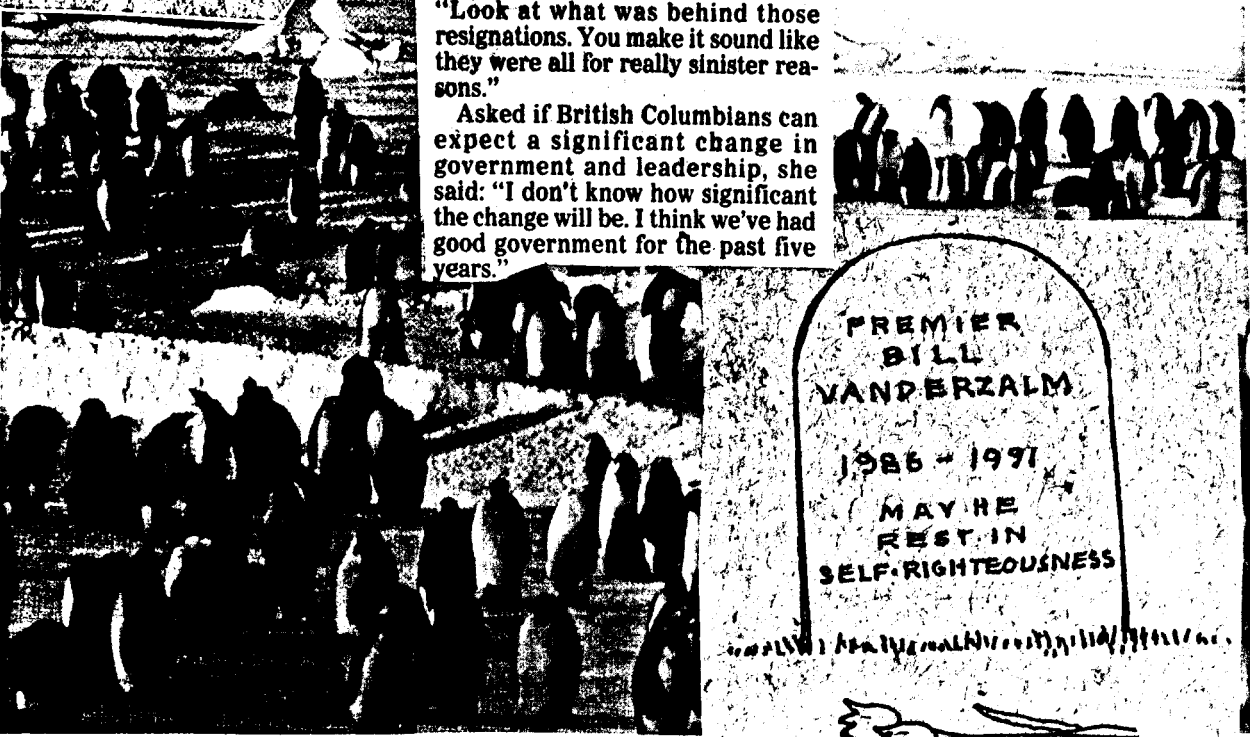 “Look at what was behind those
resignations. You make it sound like
they were all for really sinister rea-
sons.”
Asked if British Columbians can
expect a significant change in
government and leadership, she
said: “I don't know how significant
the change will be. I think we've had
good government for the past five
years.”
PREMIER
BILL
VANDERZALM
1986 - 1991
MAY HE
REST IN
SELF-RIGHTEOUSNESS